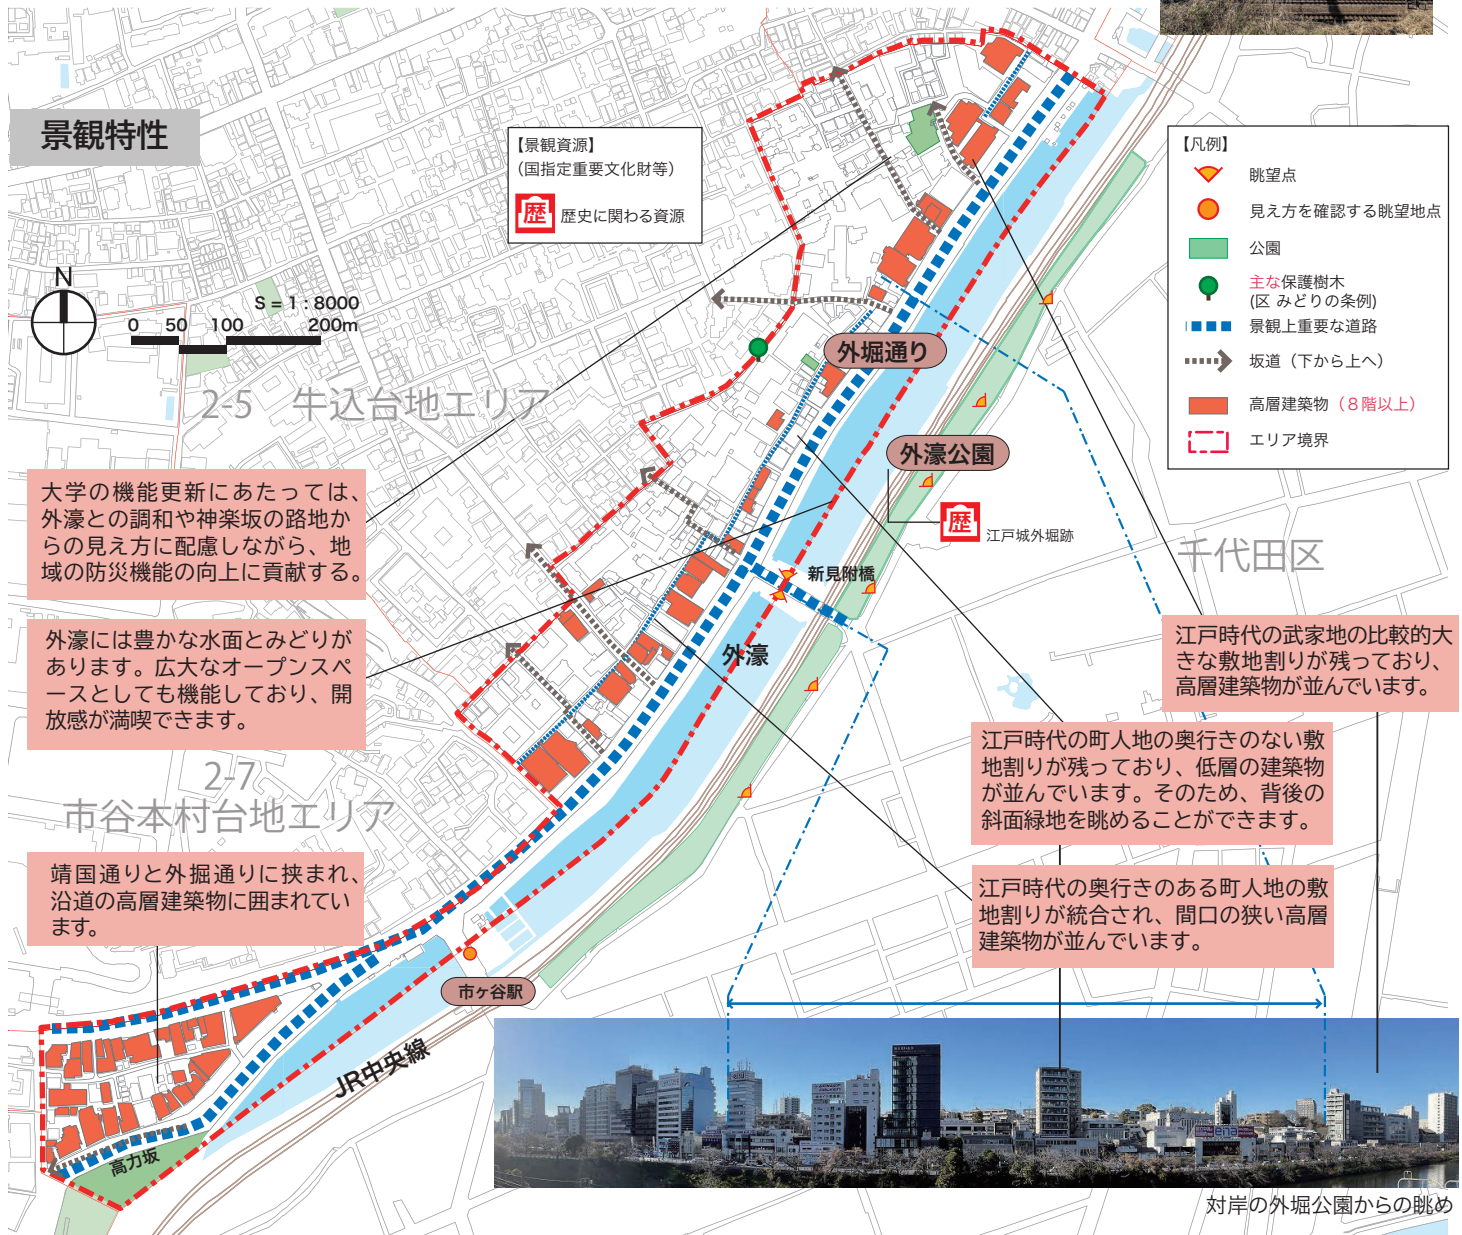 景観特性
【景観資源】
（国指定重要文化財等）
歴 歴史に関わる資源
【凡例】
眺望点
見え方を確認する眺望地点
公園
主な保護樹木
(区 みどりの条例)
景観上重要な道路
坂道（下から上へ）
高層建築物（８階以上）
エリア境界
N
S = 1 : 8000
0 50 100 200m
2-5 牛込台地エリア
外堀通り
外濠公園
歴
江戸城外堀跡
千代田区
新見附橋
外濠
大学の機能更新にあたっては、
外濠との調和や神楽坂の路地か
らの見え方に配慮しながら、地
域の防災機能の向上に貢献する。
外濠には豊かな水面とみどりが
あります。広大なオープンスペ
ースとしても機能しており、開
放感が満喫できます。
江戸時代の武家地の比較的大
きな敷地割りが残っており、
高層建築物が並んでいます。
江戸時代の町人地の奥行きのない敷
地割りが残っており、低層の建築物
が並んでいます。そのため、背後の
斜面緑地を眺めることができます。
2-7
市谷本村台地エリア
靖国通りと外掘通りに挟まれ、
沿道の高層建築物に囲まれてい
ます。
江戸時代の奥行きのある町人地の敷
地割りが統合され、間口の狭い高層
建築物が並んでいます。
市ヶ谷駅
JR中央線
高力坂
ena
対岸の外堀公園からの眺め